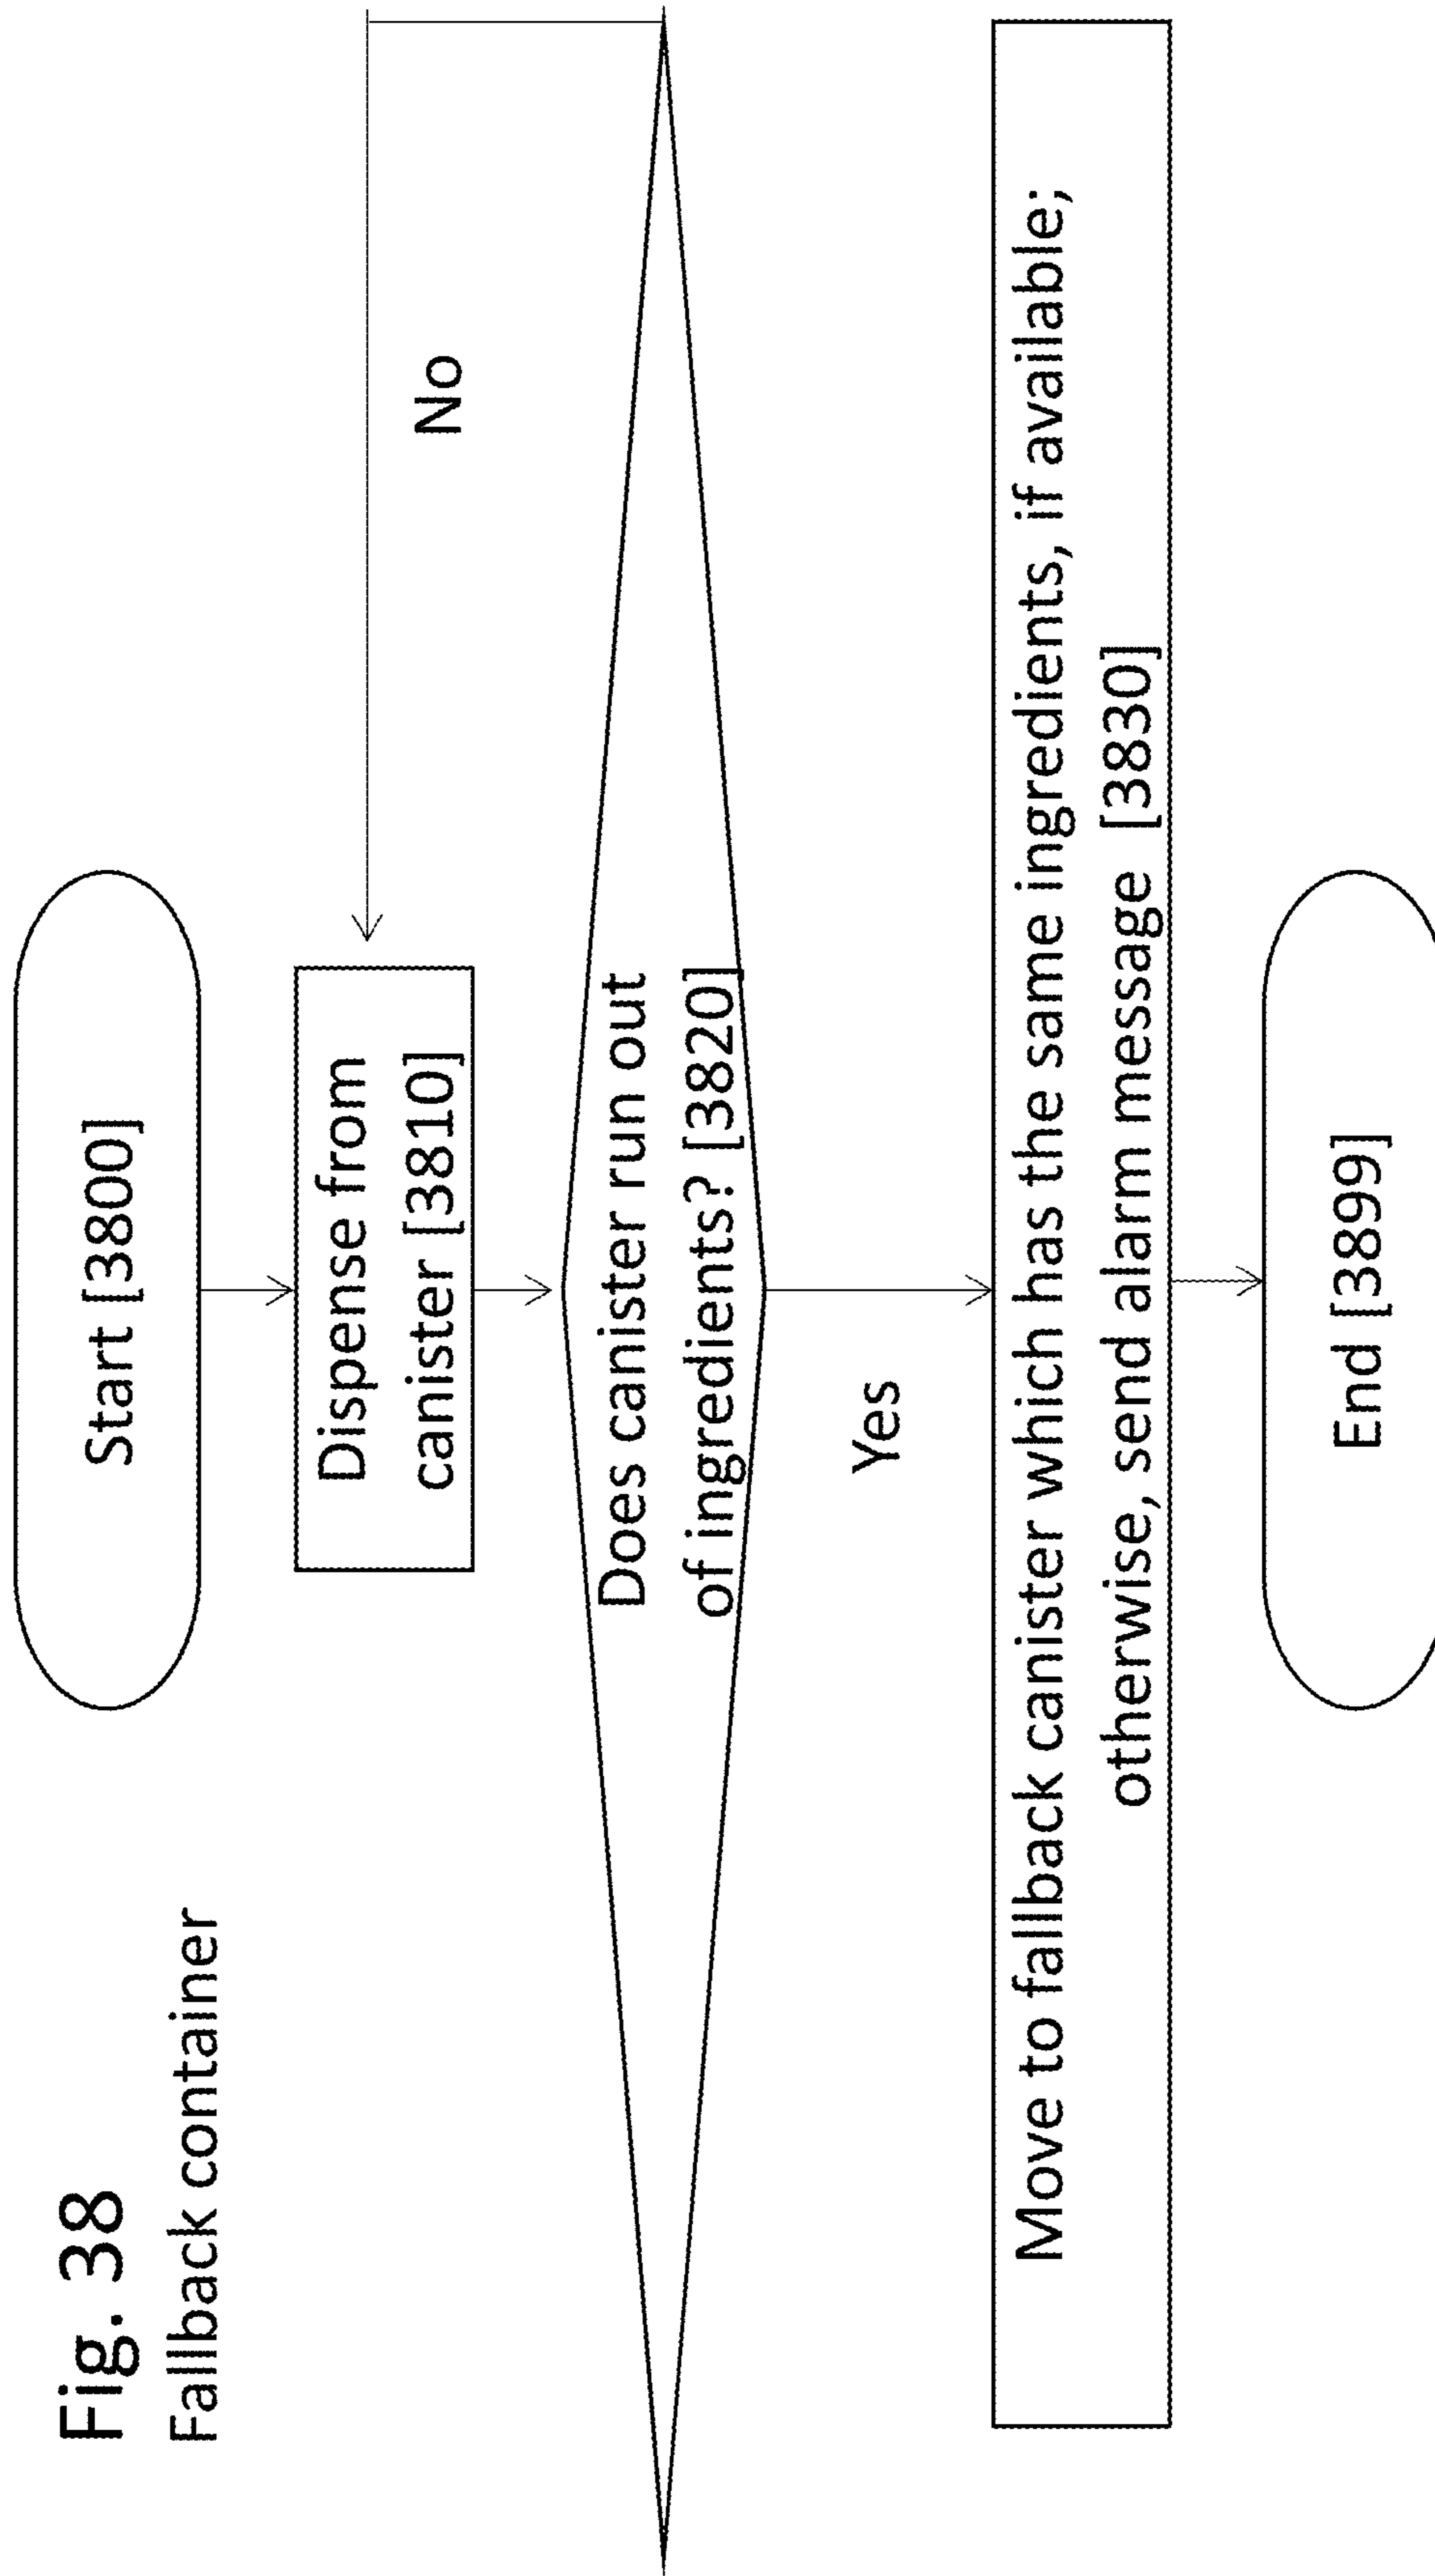 Fig. 38
Fallback container
Start [3800]
Dispense from
canister [3810]
No
Does canister run out
of ingredients? [3820]
Yes
Move to fallback canister which has the same ingredients, if available;
otherwise, send alarm message [3830]
End [3899]